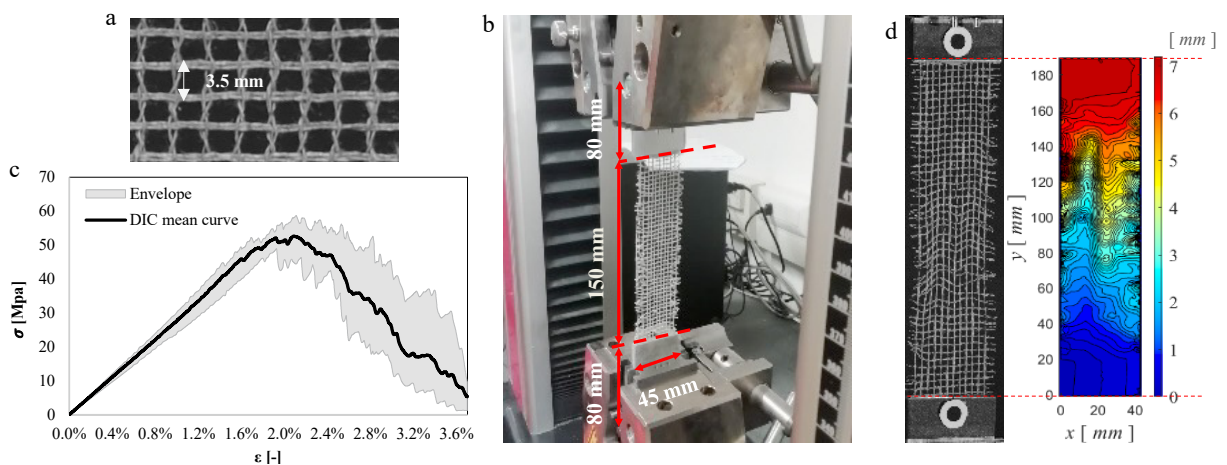 a
3.5 mm
b
80 mm
150 mm
80 mm
45 mm
c
70
60
50
40
30
20
10
0
σ [Mpa]
Envelope
DIC mean curve
0.0% 0.4% 0.8% 1.2% 1.6% 2.0% 2.4% 2.8% 3.2% 3.6%
ε [-]
d
[ mm ]
180
160
140
120
100
80
60
40
20
0
y [ mm ]
0 20 40
x [ mm ]
7
6
5
4
3
2
1
0